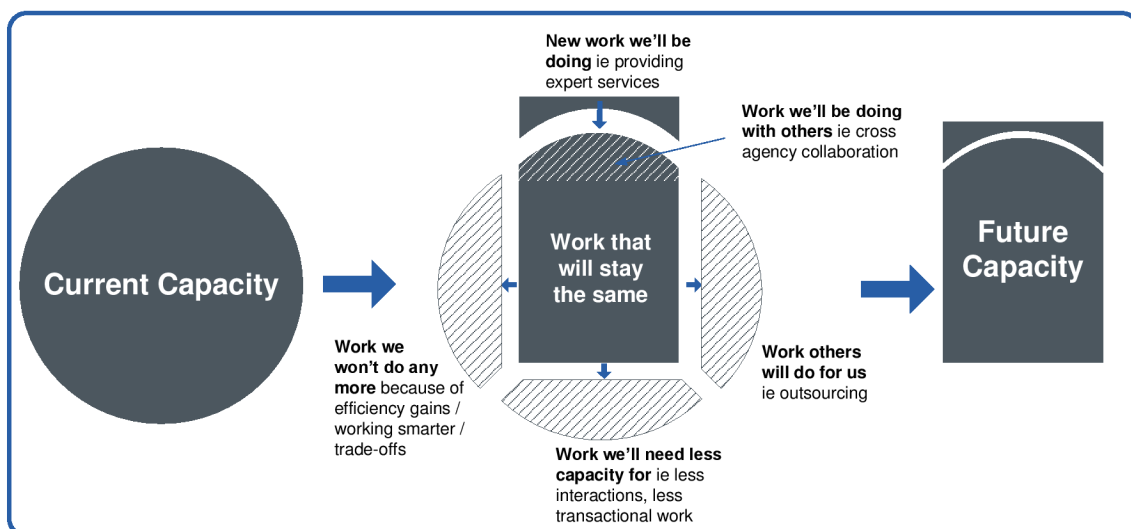 New work we'll be
doing ie providing
expert services
Work we'll be doing
with others ie cross
agency collaboration
Current Capacity
Work that
will stay
the same
Future
Capacity
Work we
won't do any
more because of
efficiency gains /
working smarter /
trade-offs
Work others
will do for us
ie outsourcing
Work we'll need less
capacity for ie less
interactions, less
transactional work